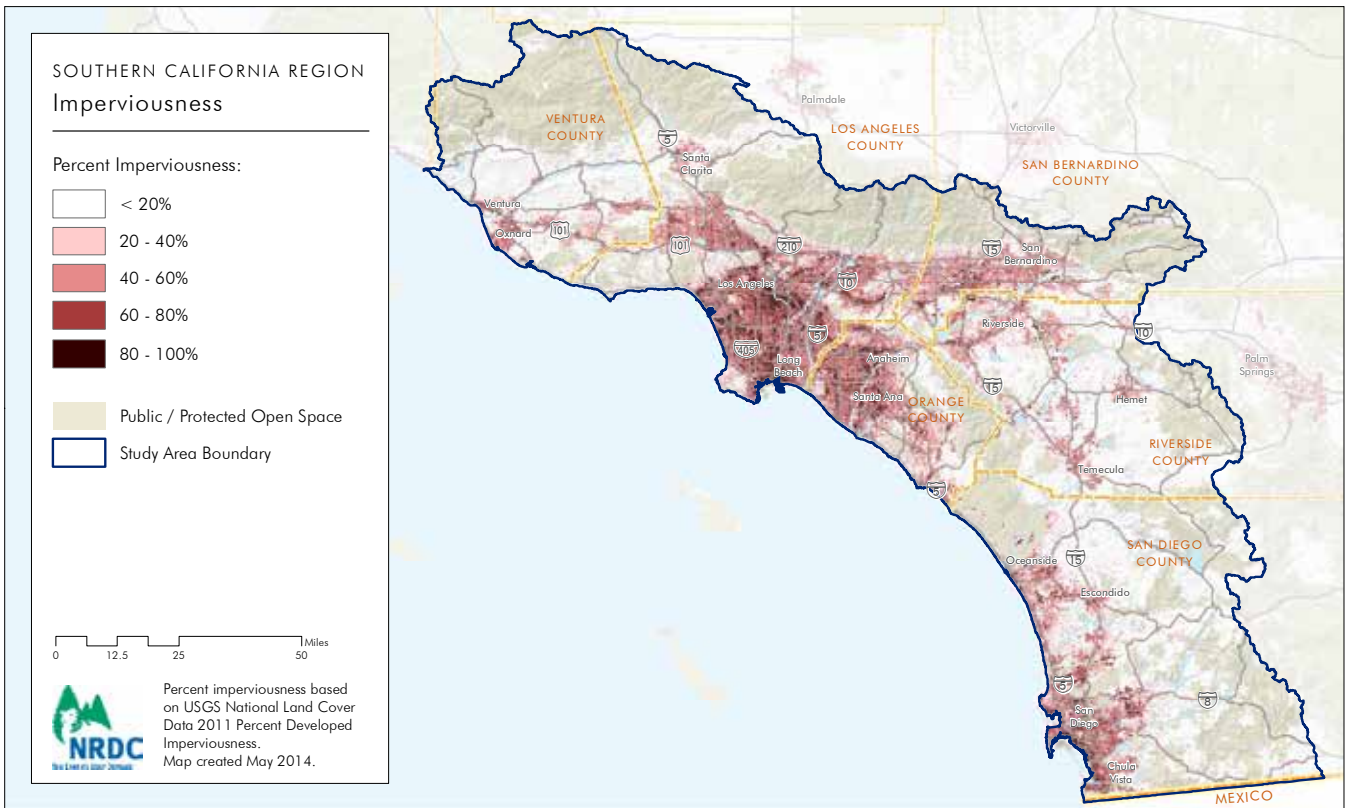 SOUTHERN CALIFORNIA REGION
Imperviousness
Percent Imperviousness:
< 20%
20 - 40%
40 - 60%
60 - 80%
80 - 100%
Public / Protected Open Space
Study Area Boundary
Miles
0 12.5 25 50
NRDC
Percent imperviousness based
on USGS National Land Cover
Data 2011 Percent Developed
Imperviousness.
Map created May 2014.
Palmdale
VENTURA
COUNTY
LOS ANGELES
COUNTY
Victorville
5
Santa
Clarita
SAN BERNARDINO
COUNTY
Ventura
Oxnard
101
101
210
15
San
Bernardino
Los Angeles
10
Riverside
10
5
405
Long
Beach
Anaheim
Palm
Springs
15
Santa Ana
ORANGE
COUNTY
Hemet
RIVERSIDE
COUNTY
Temecula
5
Oceanside
15
SAN DIEGO
COUNTY
Escondido
5
8
San
Diego
Chula
Vista
MEXICO